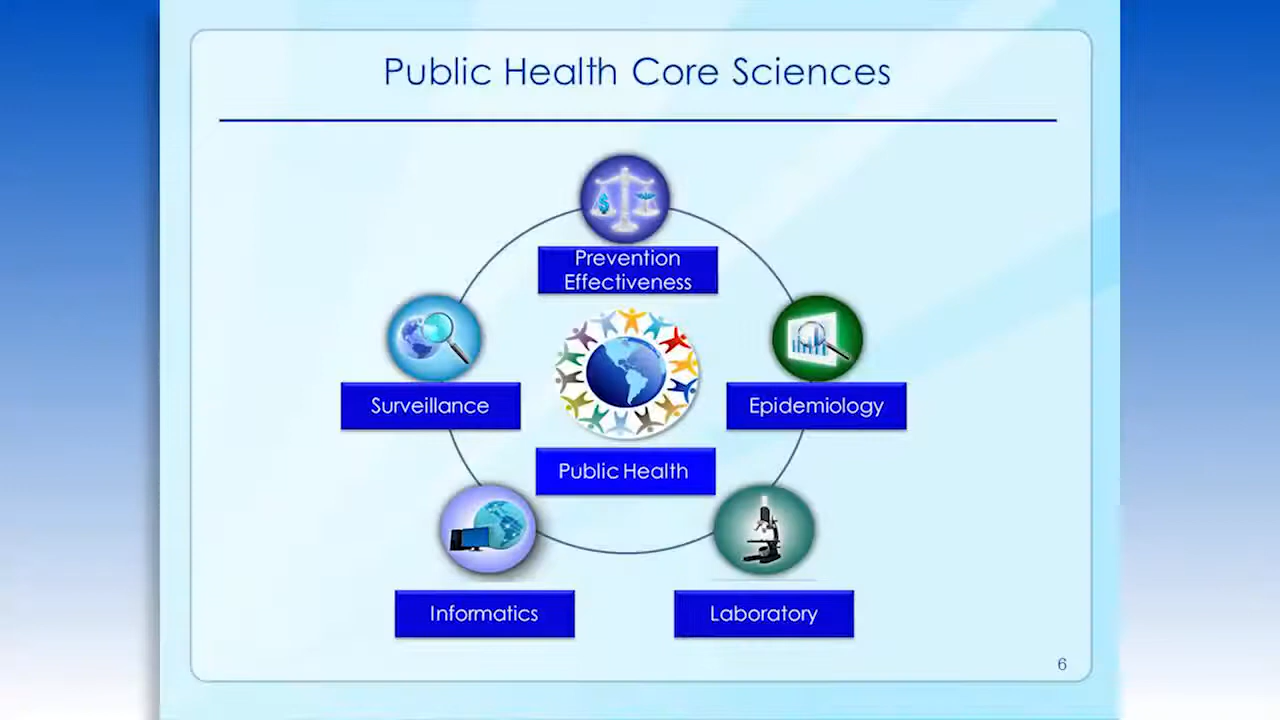 Public Health Core Sciences
$
Prevention
Effectiveness
Surveillance
Epidemiology
Public Health
Informatics
Laboratory
6